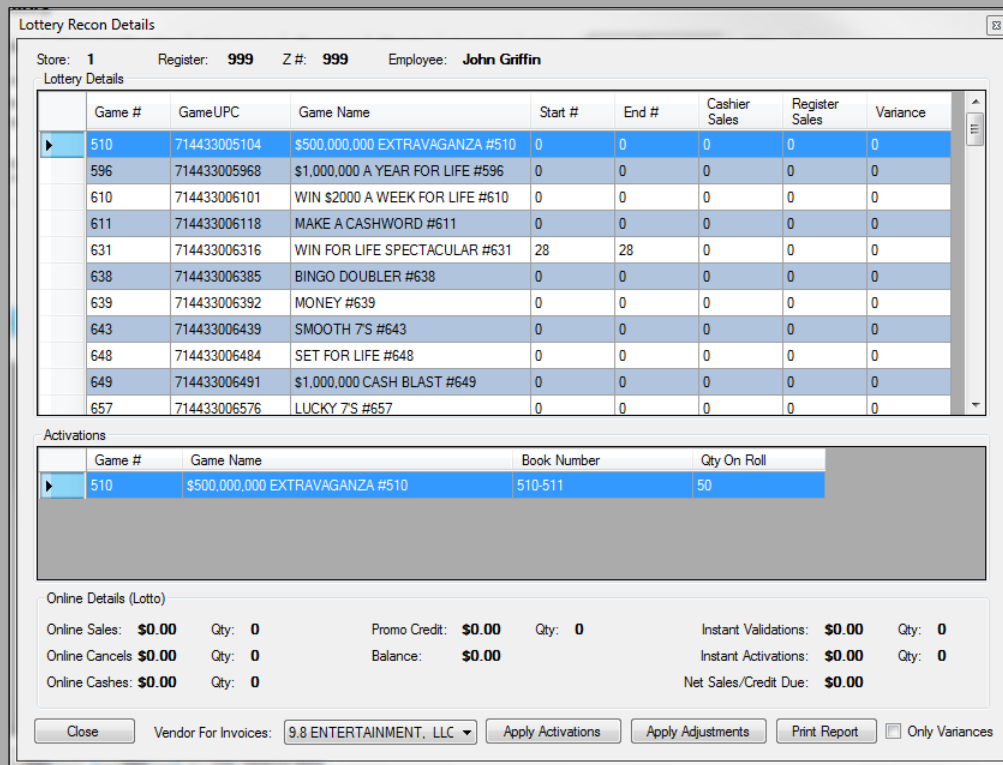 Lottery Recon Details
Store: 1 Register: 999 Z #: 999 Employee: John Griffin
Lottery Details
Game # GameUPC Game Name Start # End # Cashier Sales Register Sales Variance
510 714433005104 $500,000,000 EXTRAVAGANZA #510 0 0 0 0 0
596 714433005968 $1,000,000 A YEAR FOR LIFE #596 0 0 0 0 0
610 714433006101 WIN $2000 A WEEK FOR LIFE #610 0 0 0 0 0
611 714433006118 MAKE A CASHWORD #611 0 0 0 0 0
631 714433006316 WIN FOR LIFE SPECTACULAR #631 28 28 0 0 0
638 714433006385 BINGO DOUBLER #638 0 0 0 0 0
639 714433006392 MONEY #639 0 0 0 0 0
643 714433006439 SMOOTH 7'S #643 0 0 0 0 0
648 714433006484 SET FOR LIFE #648 0 0 0 0 0
649 714433006491 $1,000,000 CASH BLAST #649 0 0 0 0 0
657 714433006576 LUCKY 7'S #657 0 0 0 0 0
Activations
Game # Game Name Book Number Qty On Roll
510 $500,000,000 EXTRAVAGANZA #510 510-511 50
Online Details (Lotto)
Online Sales: $0.00 Qty: 0 Promo Credit: $0.00 Qty: 0 Instant Validations: $0.00 Qty: 0
Online Cancels $0.00 Qty: 0 Balance: $0.00 Instant Activations: $0.00 Qty: 0
Online Cashes: $0.00 Qty: 0 Net Sales/Credit Due: $0.00
Close Vendor For Invoices: 9.8 ENTERTAINMENT, LLC Apply Activations Apply Adjustments Print Report Only Variances